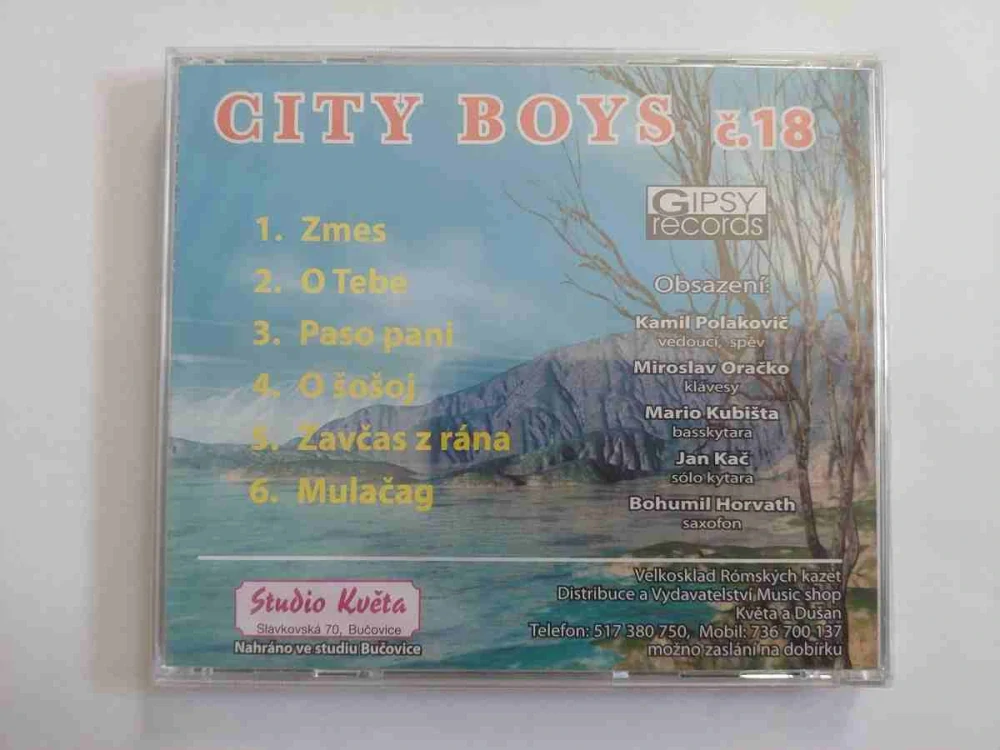 CITY BOYS č.18
GIPSY
records
1. Zmes
2. O Tebe
3. Paso pani
4. O šošoj
5. Zavčas z rána
6. Mulačag
Obsazení:
Kamil Polakovič
vedoucí, spěv
Miroslav Oračko
klávesy
Mario Kubišta
basskytara
Jan Kač
sólo kytara
Bohumil Horvath
saxofon
Studio Květa
Slavkovská 70, Bučovice
Nahráno ve studiu Bučovice
Velkosklad Rómských kazet
Distribuce a Vydavatelství Music shop
Květa a Dušan
Telefon: 517 380 750, Mobil: 736 700 137
možno zaslání na dobírku